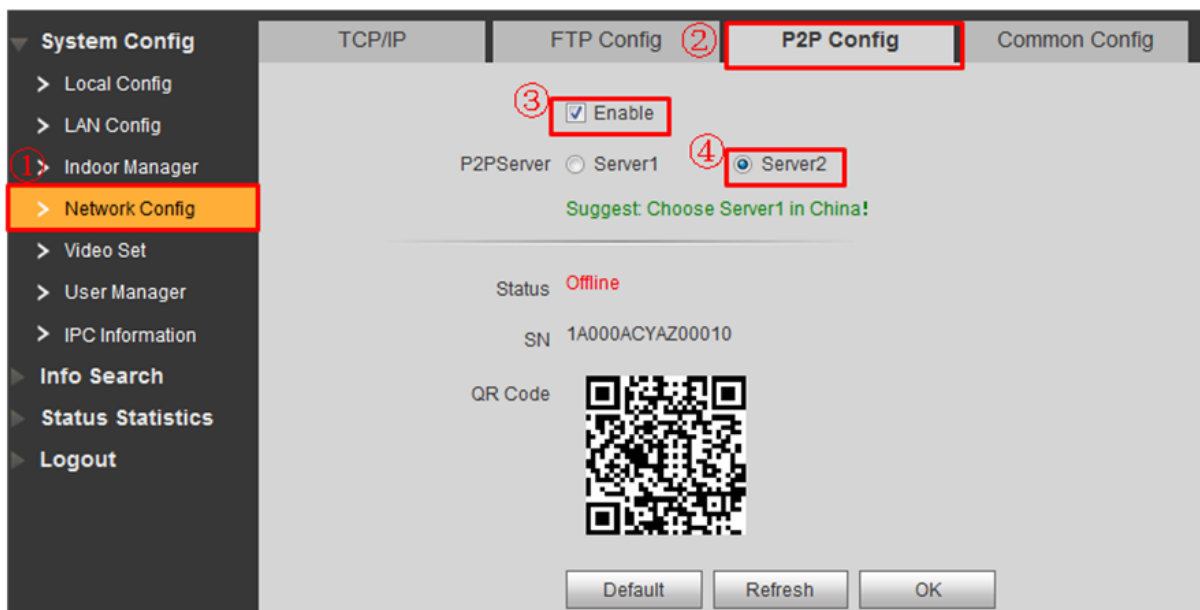 System Config
Local Config
LAN Config
① Indoor Manager
Network Config
Video Set
User Manager
IPC Information
Info Search
Status Statistics
Logout
TCP/IP FTP Config ② P2P Config Common Config
③ Enable
P2PServer Server1 ④ Server2
Suggest: Choose Server1 in China!
Status Offline
SN 1A000ACYAZ00010
QR Code
Default Refresh OK